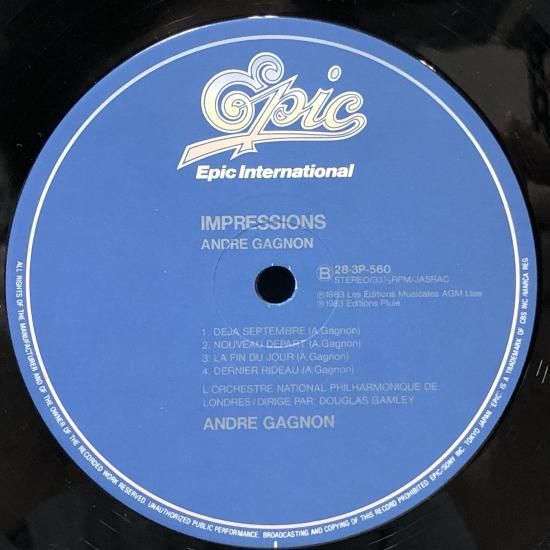 Epic
Epic International
IMPRESSIONS
ANDRE GAGNON
B 28·3P-560
STEREO/33⅓RPM/JASRAC
℗1983 Les Editions Musicales AGM Ltee
℗1983 Editions Pluie
1. DEJA SEPTEMBRE (A.Gagnon)
2. NOUVEAU DEPART (A.Gagnon)
3. LA FIN DU JOUR (A.Gagnon)
4. DERNIER RIDEAU (A.Gagnon)
L'ORCHESTRE NATIONAL PHILHARMONIQUE DE
LONDRES/DIRIGE PAR: DOUGLAS GAMLEY
ANDRE GAGNON
ALL RIGHTS OF THE MANUFACTURER AND OF THE OWNER OF THE RECORDED WORK RESERVED. UNAUTHORIZED PUBLIC PERFORMANCE, BROADCASTING AND COPYING OF THIS RECORD PROHIBITED. EPIC/SONY INC. TOKYO JAPAN "EPIC" IS A TRADEMARK OF CBS INC./MARCA REG.